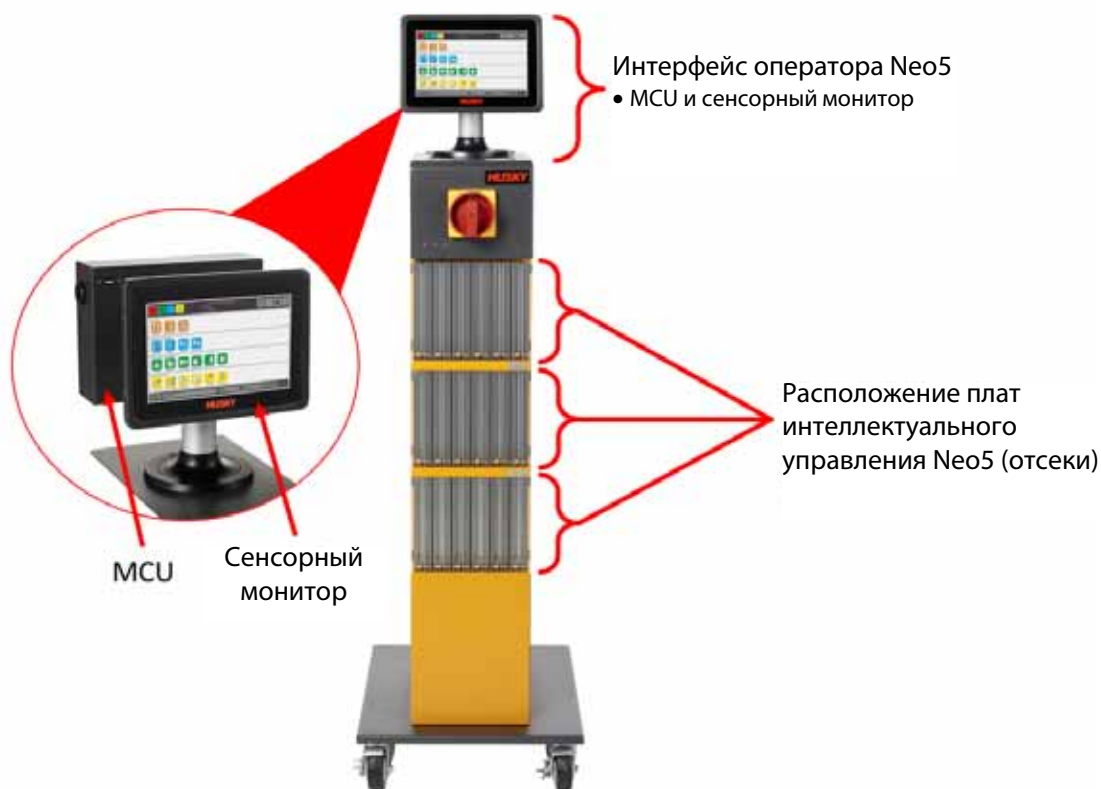 Интерфейс оператора Neo5
• MCU и сенсорный монитор
HUSKY
HUSKY
Расположение плат
интеллектуального
управления Neo5 (отсеки)
HUSKY
MCU
Сенсорный
монитор